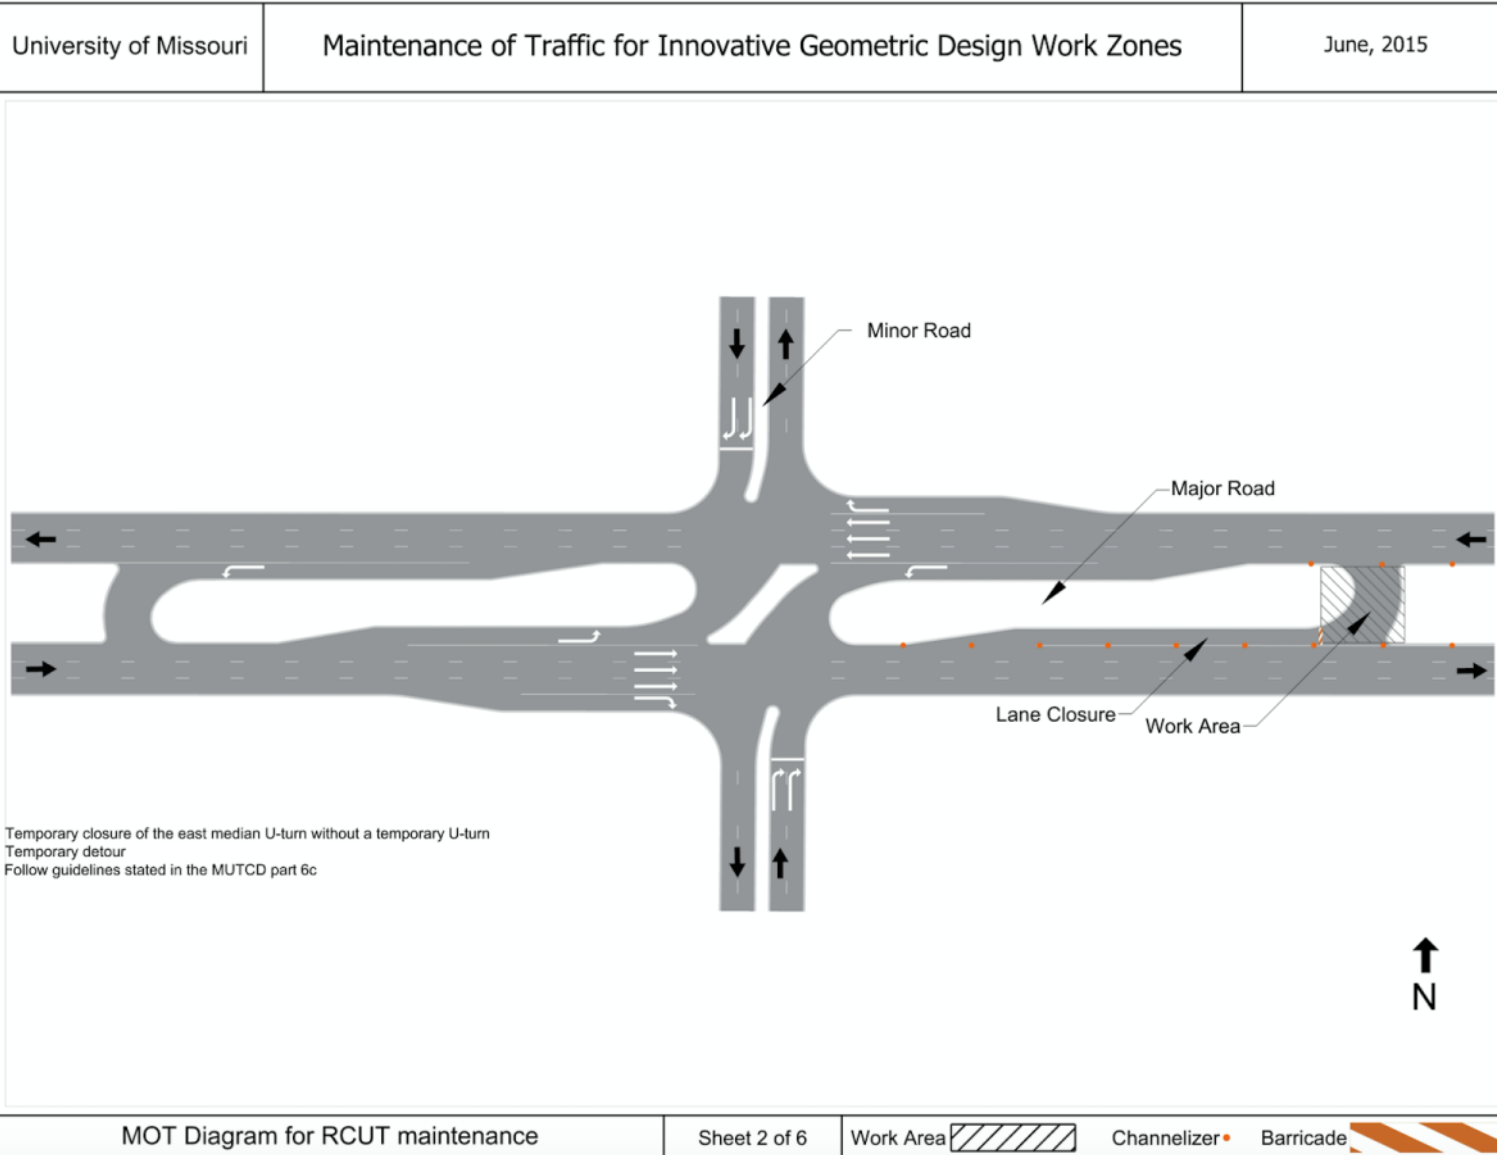 University of Missouri
Maintenance of Traffic for Innovative Geometric Design Work Zones
June, 2015
Minor Road
Major Road
Lane Closure
Work Area
Temporary closure of the east median U-turn without a temporary U-turn
Temporary detour
Follow guidelines stated in the MUTCD part 6c
N
MOT Diagram for RCUT maintenance
Sheet 2 of 6
Work Area
Channelizer
Barricade